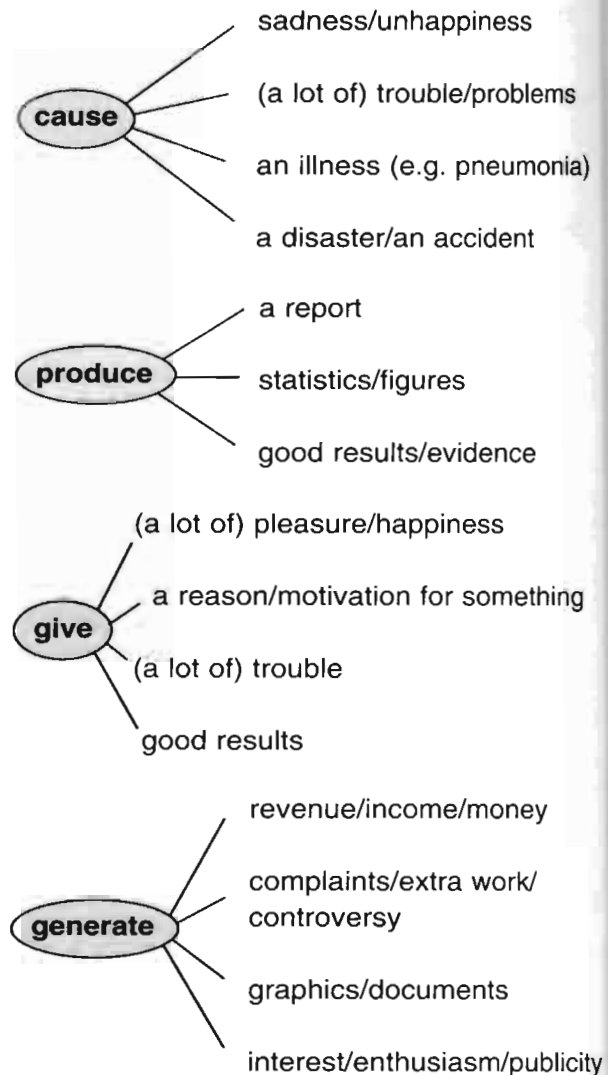 sadness/unhappiness
(a lot of) trouble/problems
cause
an illness (e.g. pneumonia)
a disaster/an accident
a report
produce
statistics/figures
good results/evidence
(a lot of) pleasure/happiness
a reason/motivation for something
give
(a lot of) trouble
good results
revenue/income/money
complaints/extra work/
controversy
generate
graphics/documents
interest/enthusiasm/publicity